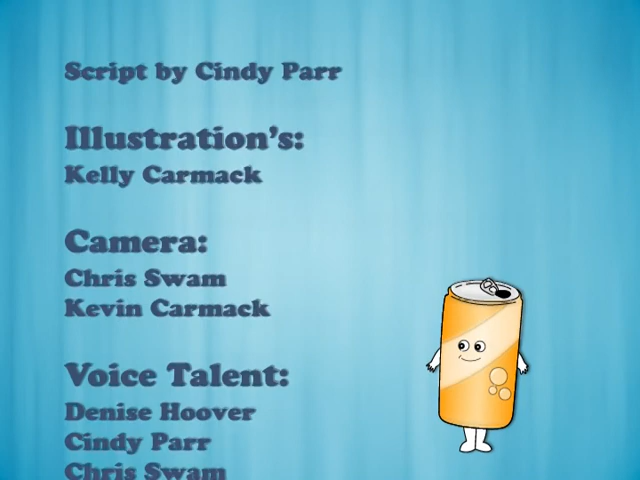 Script by Cindy Parr
Illustration's:
Kelly Carmack
Camera:
Chris Swam
Kevin Carmack
Voice Talent:
Denise Hoover
Cindy Parr
Chris Swam